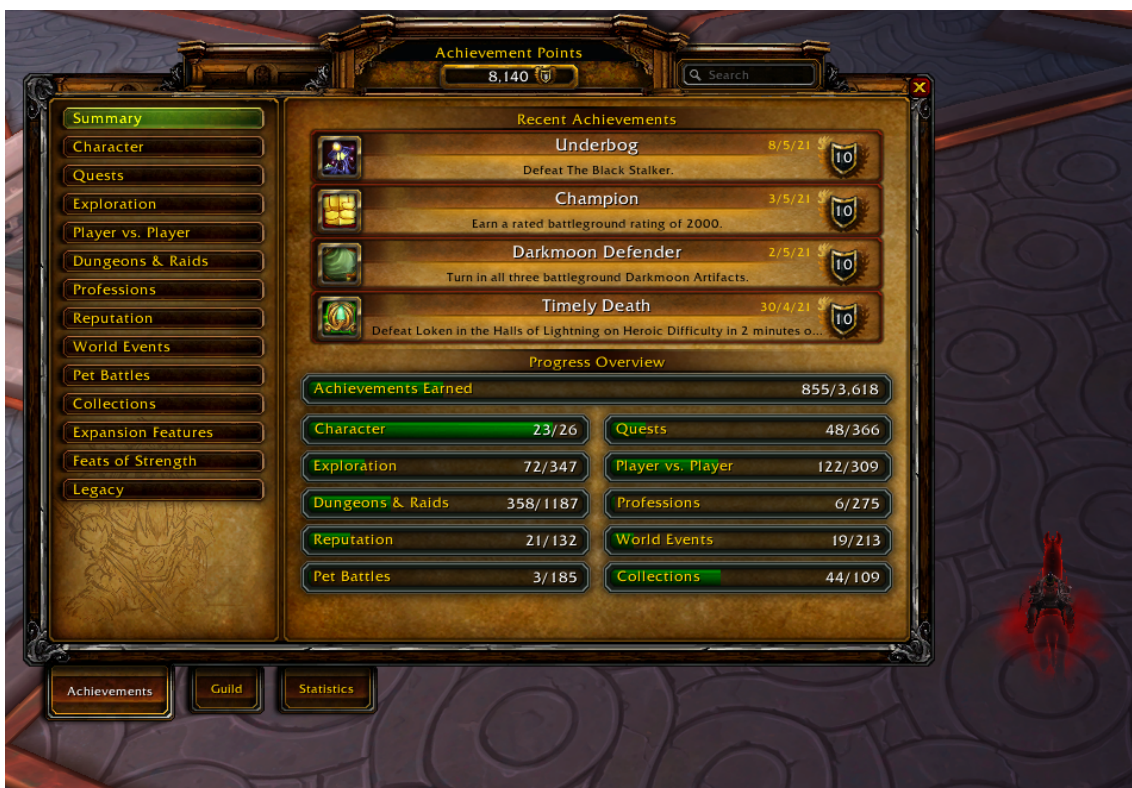 Achievement Points
8,140
Search
Summary
Character
Quests
Exploration
Player vs. Player
Dungeons & Raids
Professions
Reputation
World Events
Pet Battles
Collections
Expansion Features
Feats of Strength
Legacy
Recent Achievements
Underbog 8/5/21 10
Defeat The Black Stalker.
Champion 3/5/21 10
Earn a rated battleground rating of 2000.
Darkmoon Defender 2/5/21 10
Turn in all three battleground Darkmoon Artifacts.
Timely Death 30/4/21 10
Defeat Loken in the Halls of Lightning on Heroic Difficulty in 2 minutes o...
Progress Overview
Achievements Earned 855/3,618
Character 23/26 Quests 48/366
Exploration 72/347 Player vs. Player 122/309
Dungeons & Raids 358/1187 Professions 6/275
Reputation 21/132 World Events 19/213
Pet Battles 3/185 Collections 44/109
Achievements Guild Statistics